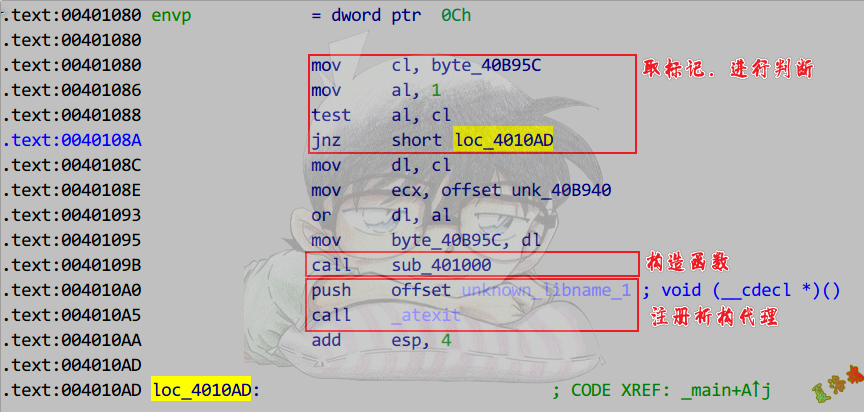 .text:00401080 envp = dword ptr 0Ch
.text:00401080
.text:00401080 mov cl, byte_40B95C
取标记. 进行判断
.text:00401086 mov al, 1
.text:00401088 test al, cl
.text:0040108A jnz short loc_4010AD
.text:0040108C mov dl, cl
.text:0040108E mov ecx, offset unk_40B940
.text:00401093 or dl, al
.text:00401095 mov byte_40B95C, dl
.text:0040109B call sub_401000
构造函数
.text:004010A0 push offset unknown_libname_1 ; void (__cdecl *)()
.text:004010A5 call _atexit
注册析构代理
.text:004010AA add esp, 4
.text:004010AD
.text:004010AD loc_4010AD: ; CODE XREF: _main+A↑j